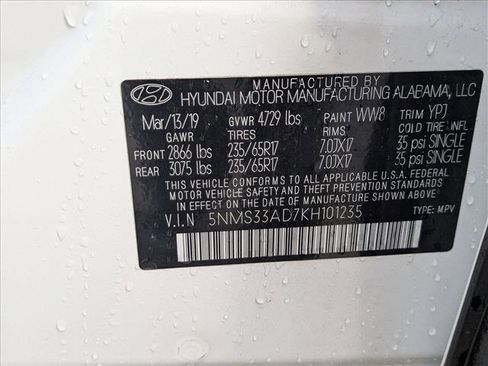 MANUFACTURED BY
HYUNDAI MOTOR MANUFACTURING ALABAMA, LLC
Mar/13/19 GVWR 4729 lbs PAINT WW8 TRIM YPJ
GAWR TIRES RIMS COLD TIRE INFL
FRONT 2866 lbs 235/65R17 7.0JX17 35 psi SINGLE
REAR 3075 lbs 235/65R17 7.0JX17 35 psi SINGLE
THIS VEHICLE CONFORMS TO ALL APPLICABLE U.S.A. FEDERAL
MOTOR VEHICLE SAFETY AND THEFT PREVENTION STANDARDS IN
EFFECT ON THE DATE OF MANUFACTURE SHOWN ABOVE.
V.I.N 5NMS33AD7KH101235 TYPE: MPV